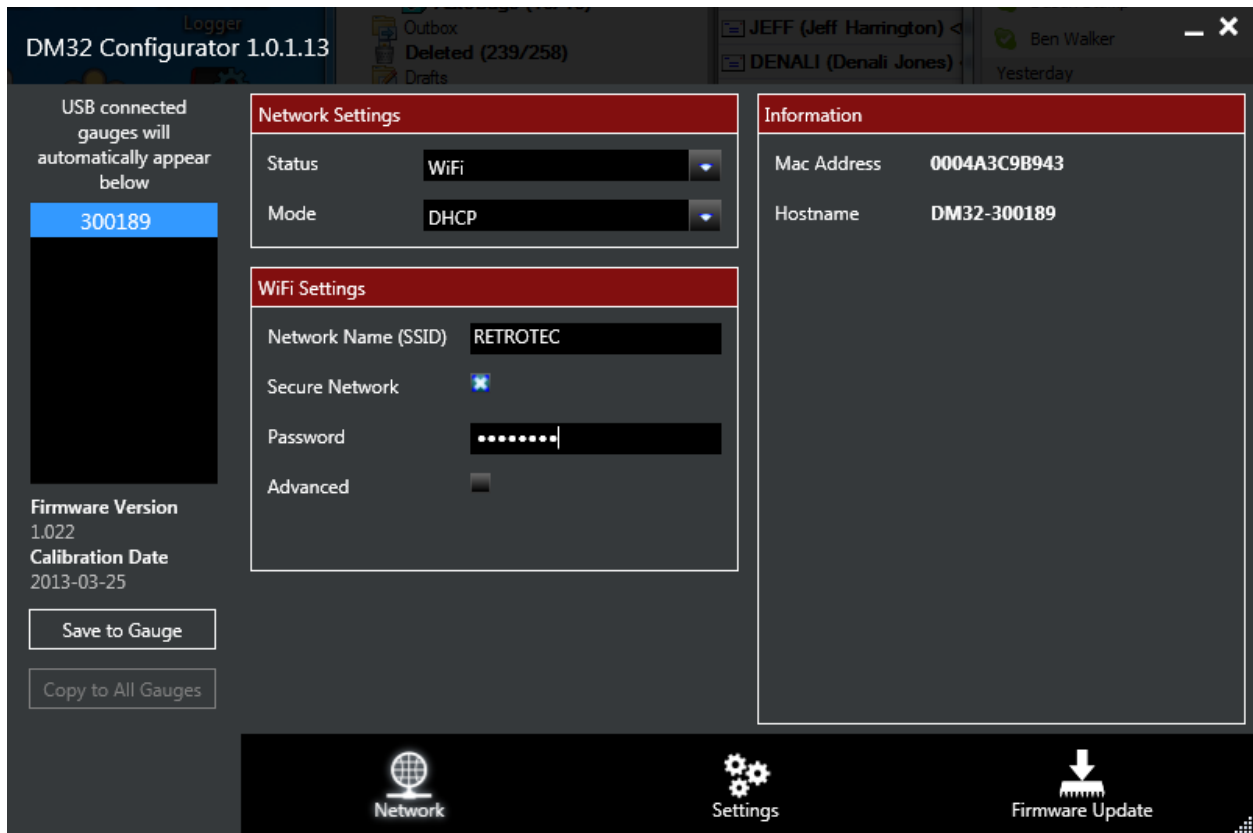 Logger
Outbox
Deleted (239/258)
Drafts
JEFF (Jeff Harrington)
DENALI (Denali Jones)
Ben Walker
Yesterday
DM32 Configurator 1.0.1.13
USB connected
gauges will
automatically appear
below
300189
Firmware Version
1.022
Calibration Date
2013-03-25
Save to Gauge
Copy to All Gauges
Network Settings
Status WiFi
Mode DHCP
WiFi Settings
Network Name (SSID) RETROTEC
Secure Network
Password ••••••••
Advanced
Information
Mac Address 0004A3C9B943
Hostname DM32-300189
Network
Settings
Firmware Update